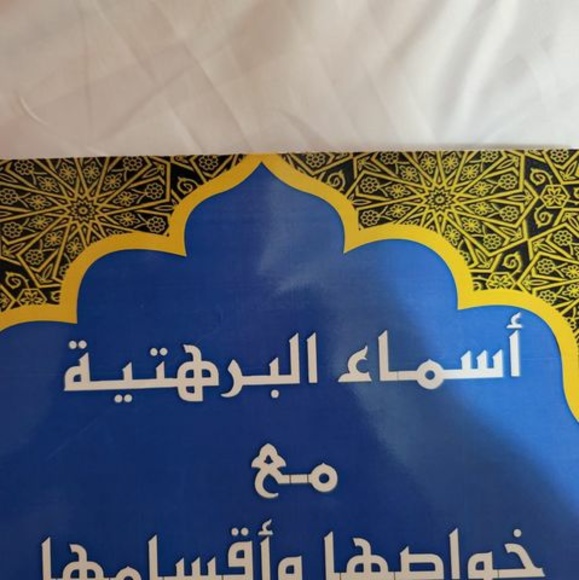 أسماء البرهتية
مع
خواصها وأقسامها